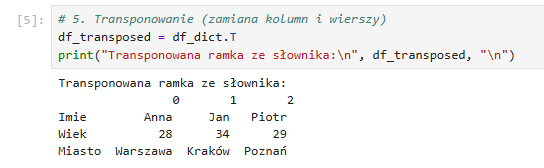 [5]: # 5. Transponowanie (zamiana kolumn i wierszy)
df_transposed = df_dict.T
print("Transponowana ramka ze słownika:\n", df_transposed, "\n")
Transponowana ramka ze słownika:
                0       1       2
Imie         Anna     Jan   Piotr
Wiek           28      34      29
Miasto  Warszawa  Kraków  Poznań